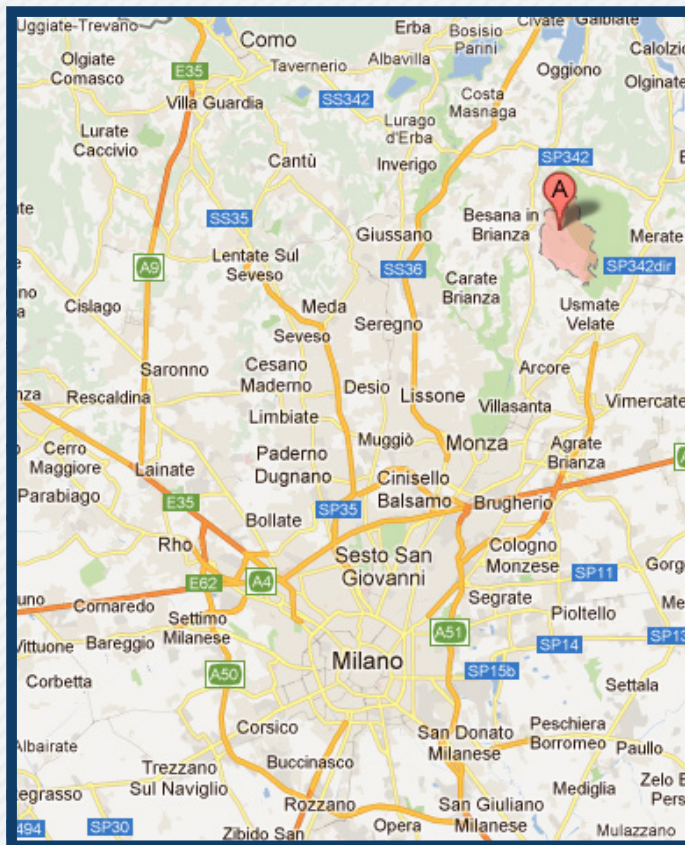 Uggiate-Trevano
Como
Erba
Bosisio
Parini
Civate
Galbiate
Olgiate
Comasco
E35
Tavernerio
Albavilla
Oggiono
Calolzio
Olginate
Villa Guardia
SS342
Costa
Masnaga
Lurate
Caccivio
Lurago
d'Erba
Cantù
Inverigo
SP342
A
SS35
Giussano
Besana in
Brianza
Merate
Lentate Sul
Seveso
A9
SS36
SP342dir
Cislago
Meda
Carate
Brianza
Usmate
Velate
Seveso
Seregno
Saronno
Cesano
Maderno
Desio
Lissone
Arcore
Rescaldina
Villasanta
Vimercate
Limbiate
Muggiò
Monza
Agrate
Brianza
Cerro
Maggiore
Lainate
Paderno
Dugnano
Cinisello
Balsamo
Parabiago
E35
SP35
Brugherio
Bollate
Rho
Sesto San
Giovanni
Cologno
Monzese
E62
A4
SP11
Cornaredo
Segrate
Pioltello
Settimo
Milanese
A51
Vittuone
Bareggio
SP14
SP13
Milano
A50
SP15b
Corbetta
Settala
Corsico
San Donato
Milanese
Peschiera
Borromeo
Paullo
Albairate
Buccinasco
Trezzano
Sul Naviglio
Mediglia
Zelo B
Pers
egrasso
Rozzano
San Giuliano
Milanese
494
SP30
Zibido San
Opera
Mulazzano